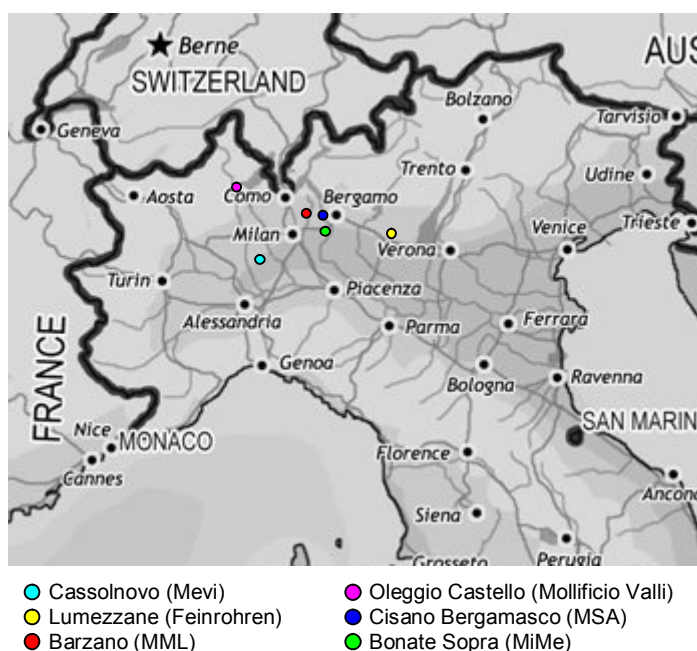 Berne
AUS
SWITZERLAND
Bolzano
Geneva
Tarvisio
Trento
Udine
Aosta
Como
Bergamo
Trieste
Milan
Venice
Verona
Turin
Piacenza
Alessandria
Parma
Ferrara
FRANCE
Genoa
Bologna
Ravenna
Nice
MONACO
SAN MARIN
Florence
Cannes
Ancona
Siena
Grosseto
Perugia
Cassolnovo (Mevi)
Oleggio Castello (Mollificio Valli)
Lumezzane (Feinrohren)
Cisano Bergamasco (MSA)
Barzano (MML)
Bonate Sopra (MiMe)